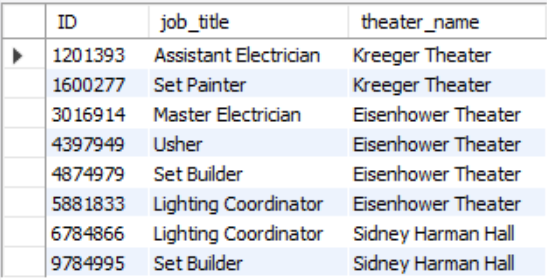 ID job_title theater_name
1201393 Assistant Electrician Kreeger Theater
1600277 Set Painter Kreeger Theater
3016914 Master Electrician Eisenhower Theater
4397949 Usher Eisenhower Theater
4874979 Set Builder Eisenhower Theater
5881833 Lighting Coordinator Eisenhower Theater
6784866 Lighting Coordinator Sidney Harman Hall
9784995 Set Builder Sidney Harman Hall